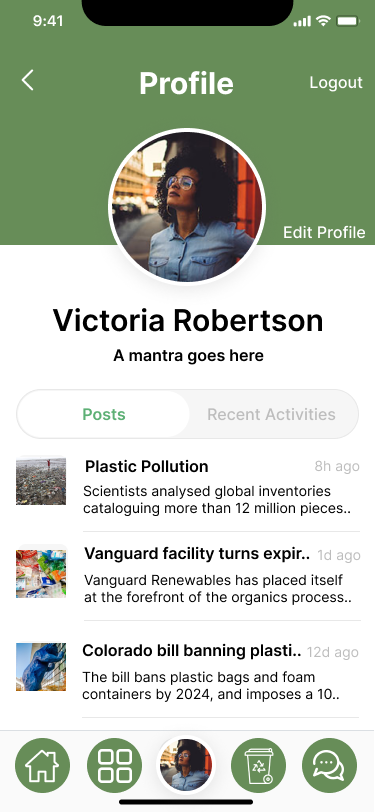 9:41
Profile
Logout
Edit Profile
Victoria Robertson
A mantra goes here
Posts
Recent Activities
Plastic Pollution
8h ago
Scientists analysed global inventories
cataloguing more than 12 million pieces..
Vanguard facility turns expir..
1d ago
Vanguard Renewables has placed itself
at the forefront of the organics process..
Colorado bill banning plasti..
12d ago
The bill bans plastic bags and foam
containers by 2024, and imposes a 10..